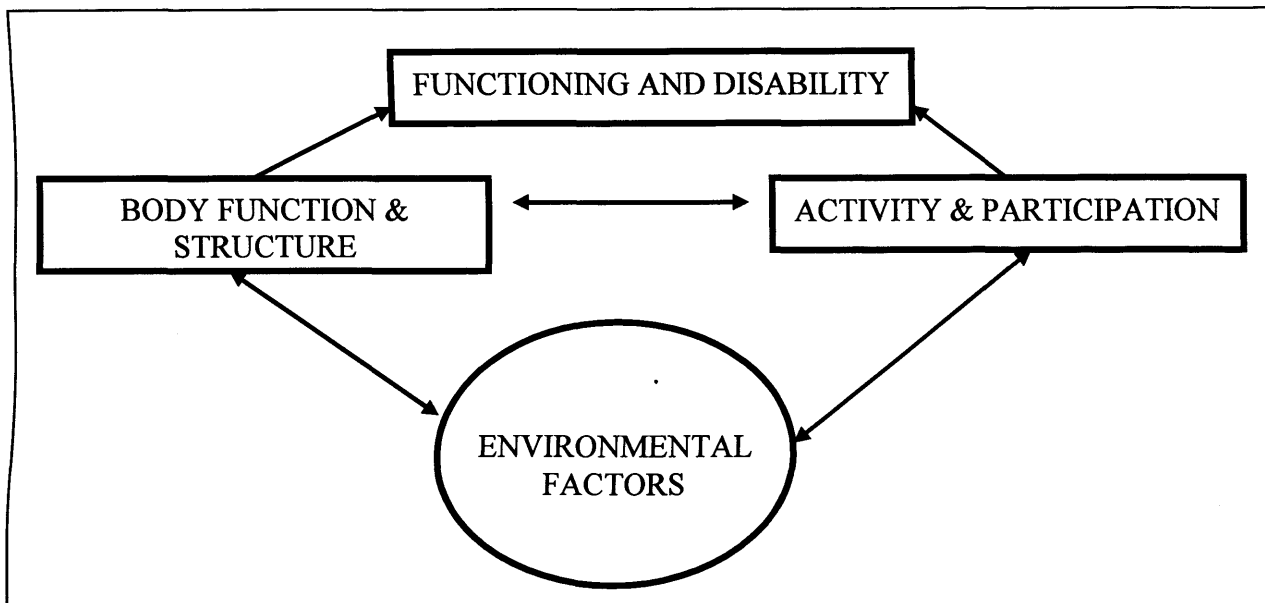 FUNCTIONING AND DISABILITY
BODY FUNCTION &
STRUCTURE
ACTIVITY & PARTICIPATION
ENVIRONMENTAL
FACTORS